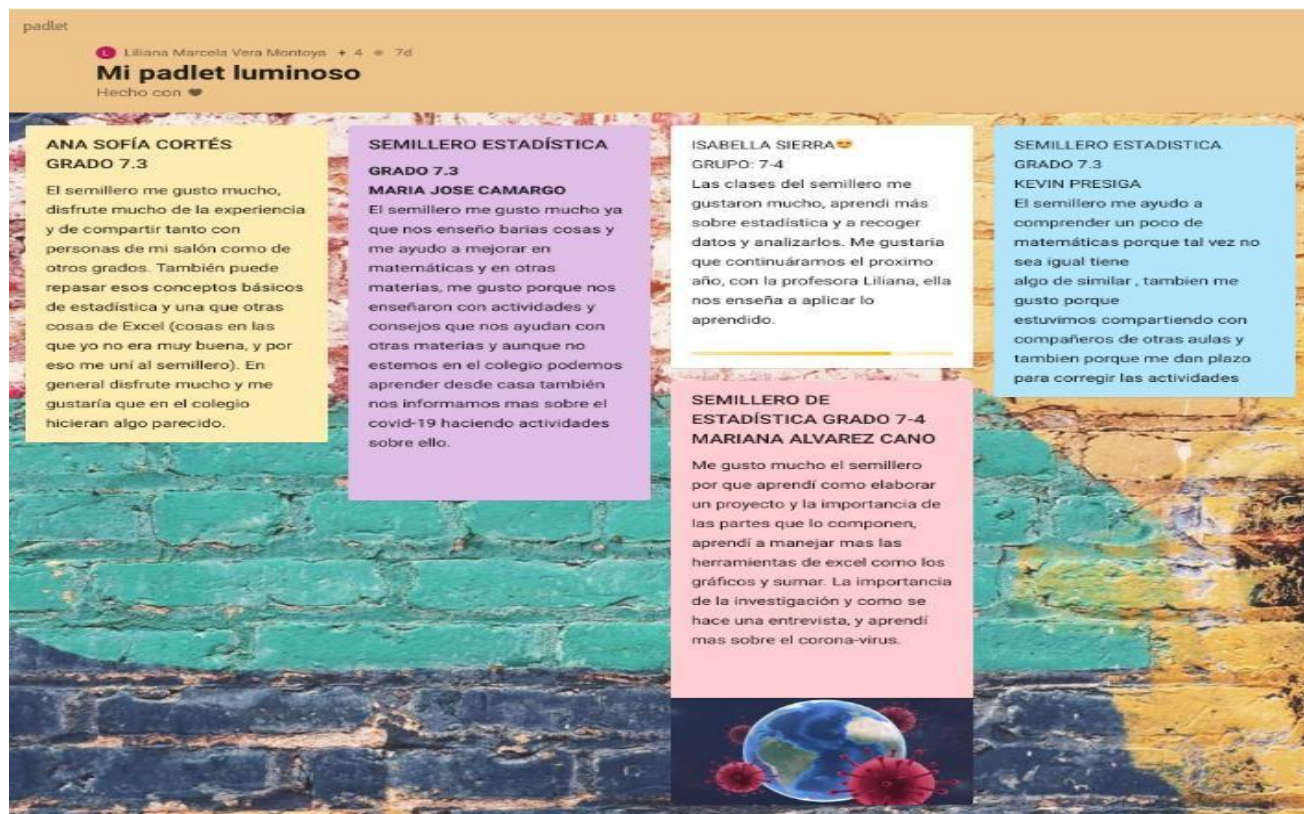 padlet
L Liliana Marcela Vera Montoya + 4 • 7d
Mi padlet luminoso
Hecho con ♥
ANA SOFÍA CORTÉS
GRADO 7.3
El semillero me gusto mucho,
disfrute mucho de la experiencia
y de compartir tanto con
personas de mi salón como de
otros grados. También puede
repasar esos conceptos básicos
de estadística y una que otras
cosas de Excel (cosas en las
que yo no era muy buena, y por
eso me uní al semillero). En
general disfrute mucho y me
gustaría que en el colegio
hicieran algo parecido.
SEMILLERO ESTADÍSTICA
GRADO 7.3
MARIA JOSE CAMARGO
El semillero me gusto mucho ya
que nos enseño barias cosas y
me ayudo a mejorar en
matemáticas y en otras
materias, me gusto porque nos
enseñaron con actividades y
consejos que nos ayudan con
otras materias y aunque no
estemos en el colegio podemos
aprender desde casa también
nos informamos mas sobre el
covid-19 haciendo actividades
sobre ello.
ISABELLA SIERRA😍
GRUPO: 7-4
Las clases del semillero me
gustaron mucho, aprendi más
sobre estadística y a recoger
datos y analizarlos. Me gustaria
que continuáramos el proximo
año, con la profesora Liliana, ella
nos enseña a aplicar lo
aprendido.
SEMILLERO DE
ESTADÍSTICA GRADO 7-4
MARIANA ALVAREZ CANO
Me gusto mucho el semillero
por que aprendí como elaborar
un proyecto y la importancia de
las partes que lo componen,
aprendí a manejar mas las
herramientas de excel como los
gráficos y sumar. La importancia
de la investigación y como se
hace una entrevista, y aprendí
mas sobre el corona-virus.
SEMILLERO ESTADISTICA
GRADO 7.3
KEVIN PRESIGA
El semillero me ayudo a
comprender un poco de
matemáticas porque tal vez no
sea igual tiene
algo de similar , tambien me
gusto porque
estuvimos compartiendo con
compañeros de otras aulas y
tambien porque me dan plazo
para corregir las actividades